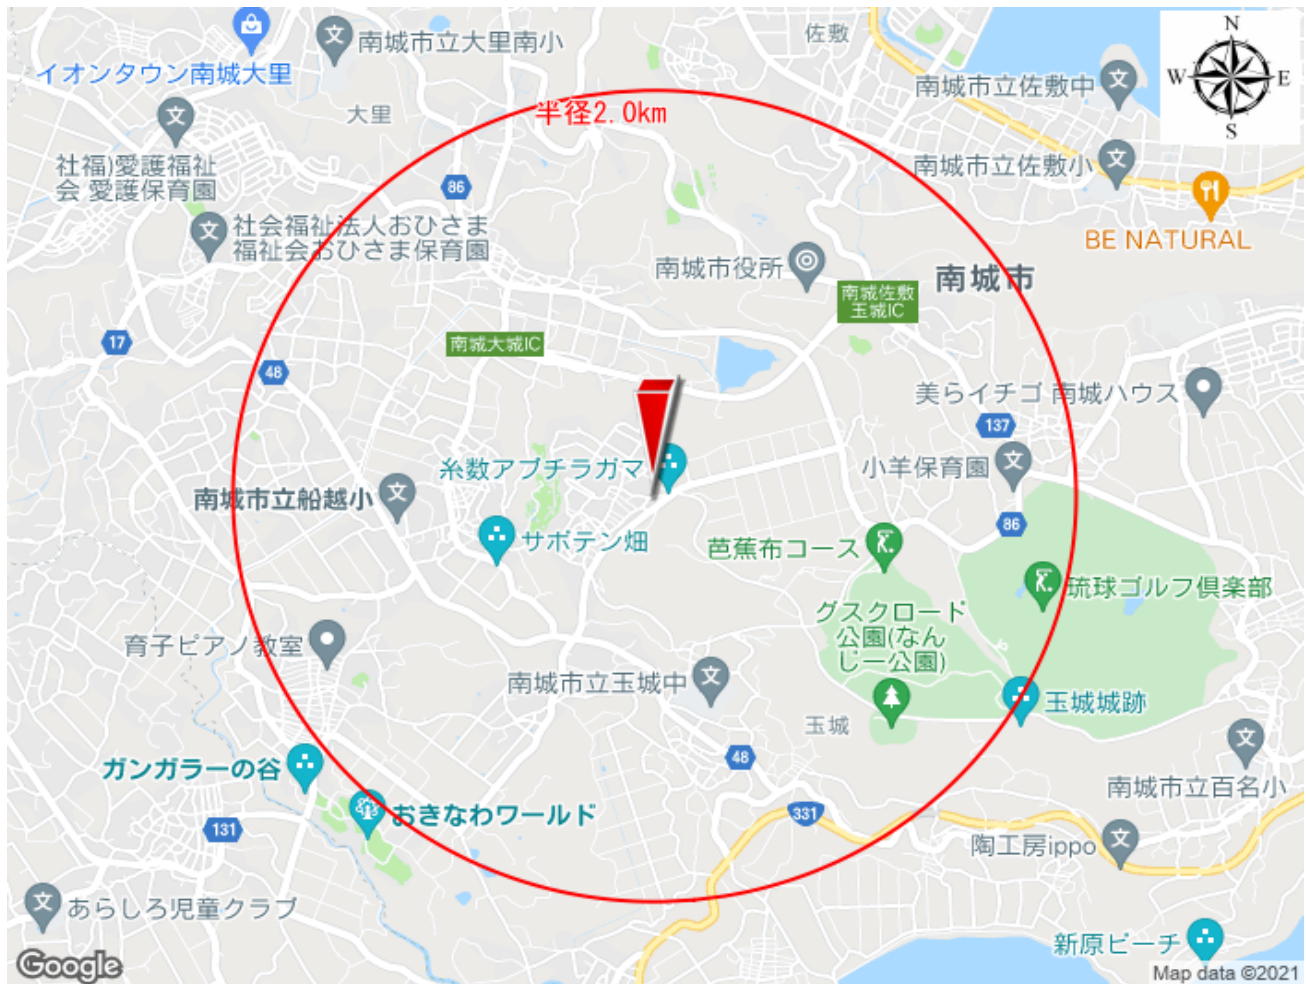 南城市立大里南小
佐敷
イオンタウン南城大里
大里
半径2.0km
南城市立佐敷中
N
W
E
S
社福)愛護福祉
会 愛護保育園
86
南城市立佐敷小
社会福祉法人おひさま
福祉会おひさま保育園
BE NATURAL
南城市役所
南城市
南城佐敷
玉城IC
17
南城大城IC
48
美らイチゴ 南城ハウス
137
糸数アブチラガマ
小羊保育園
南城市立船越小
86
サボテン畑
芭蕉布コース
琉球ゴルフ倶楽部
グスクロード
公園(なん
じー公園)
育子ピアノ教室
南城市立玉城中
玉城城跡
玉城
48
ガンガラーの谷
南城市立百名小
おきなわワールド
331
131
陶工房ippo
あらしろ児童クラブ
新原ビーチ
Google
Map data ©2021